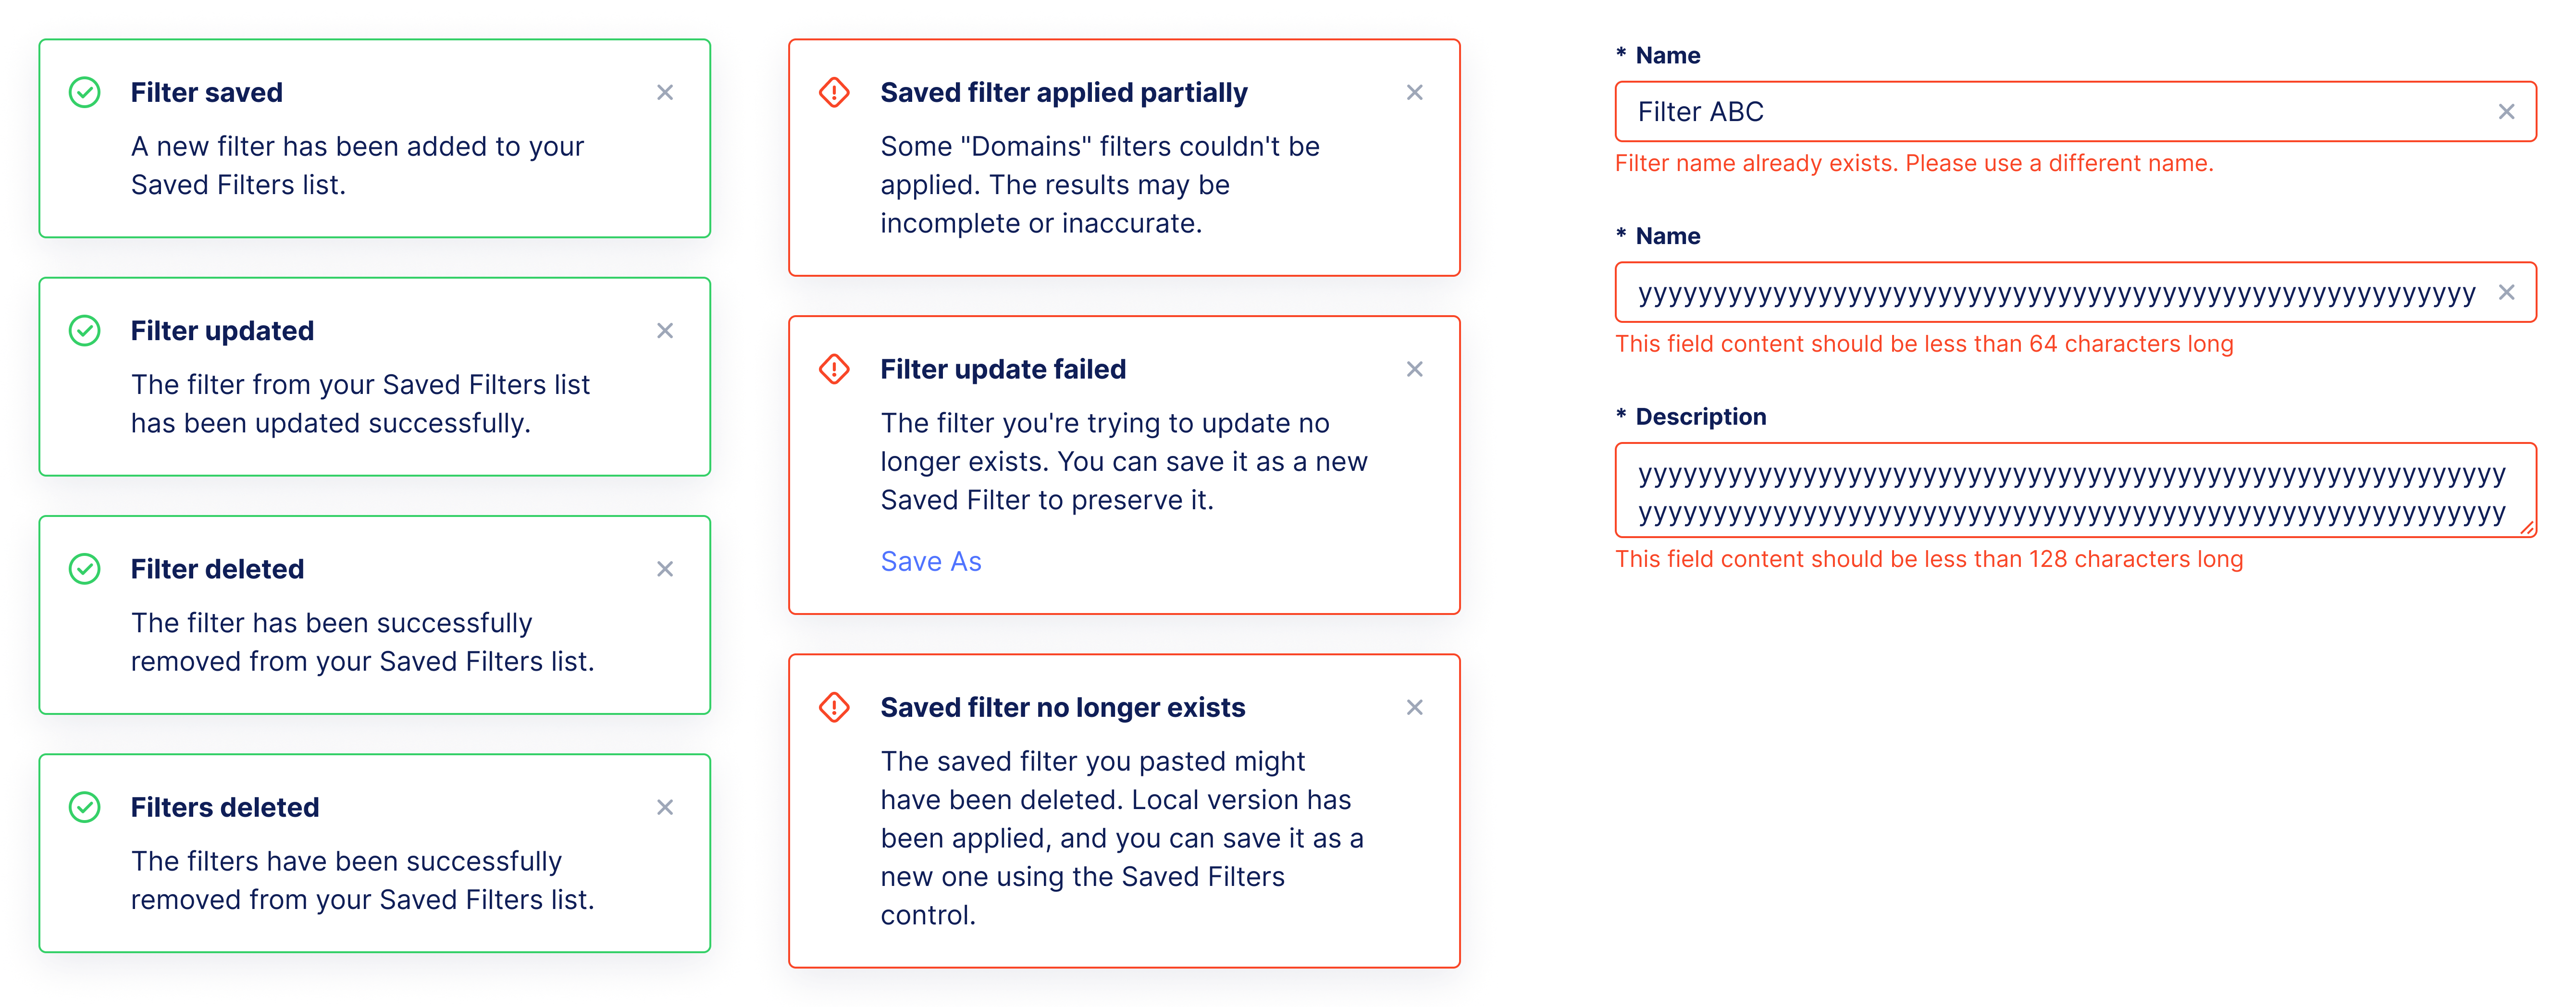 Filter saved
A new filter has been added to your
Saved Filters list.
Filter updated
The filter from your Saved Filters list
has been updated successfully.
Filter deleted
The filter has been successfully
removed from your Saved Filters list.
Filters deleted
The filters have been successfully
removed from your Saved Filters list.
Saved filter applied partially
Some "Domains" filters couldn't be
applied. The results may be
incomplete or inaccurate.
Filter update failed
The filter you're trying to update no
longer exists. You can save it as a new
Saved Filter to preserve it.
Save As
Saved filter no longer exists
The saved filter you pasted might
have been deleted. Local version has
been applied, and you can save it as a
new one using the Saved Filters
control.
* Name
Filter ABC
Filter name already exists. Please use a different name.
* Name
yyyyyyyyyyyyyyyyyyyyyyyyyyyyyyyyyyyyyyyyyyyyyyyyyyyyyyyy
This field content should be less than 64 characters long
* Description
yyyyyyyyyyyyyyyyyyyyyyyyyyyyyyyyyyyyyyyyyyyyyyyyyyyyyyyyyy
yyyyyyyyyyyyyyyyyyyyyyyyyyyyyyyyyyyyyyyyyyyyyyyyyyyyyyyyyy
This field content should be less than 128 characters long